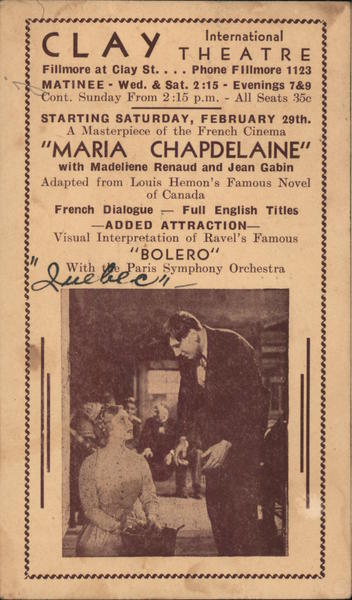 CLAY International THEATRE
Fillmore at Clay St. . . . Phone FIllmore 1123
MATINEE - Wed. & Sat. 2:15 - Evenings 7&9
Cont. Sunday From 2:15 p.m. - All Seats 35c
STARTING SATURDAY, FEBRUARY 29th.
A Masterpiece of the French Cinema
"MARIA CHAPDELAINE"
with Madeliene Renaud and Jean Gabin
Adapted from Louis Hemon's Famous Novel
of Canada
French Dialogue — Full English Titles
—ADDED ATTRACTION—
Visual Interpretation of Ravel's Famous
"BOLERO"
With the Paris Symphony Orchestra
"Quebec"